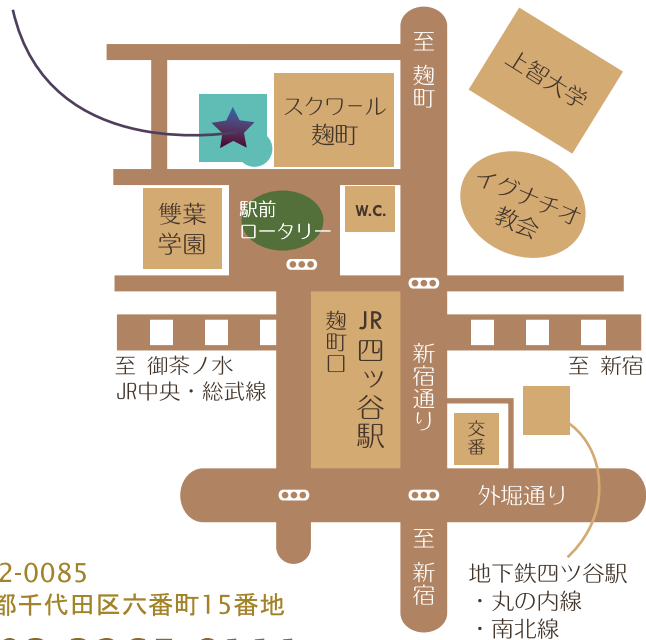 至 麹町
上智大学
スクワール
麹町
イグナチオ
教会
雙葉
学園
駅前
ロータリー
W.C.
麹町口
JR四ッ谷駅
新宿通り
至 御茶ノ水
JR中央・総武線
至 新宿
交番
外堀通り
至 新宿
地下鉄四ツ谷駅
・丸の内線
・南北線
2-0085
都千代田区六番町15番地